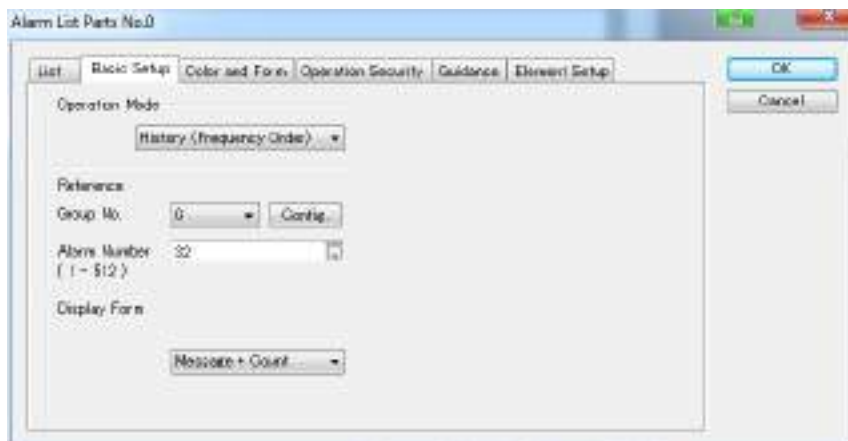 Alarm List Parts No.0
List Basic Setup Color and Form Operation Security Guidance Element Setup
OK
Cancel
Operation Mode
History (Frequency Order)
Reference
Group No. 0 Config.
Alarm Number 32
( 1 - 512 )
Display Form
Message + Count